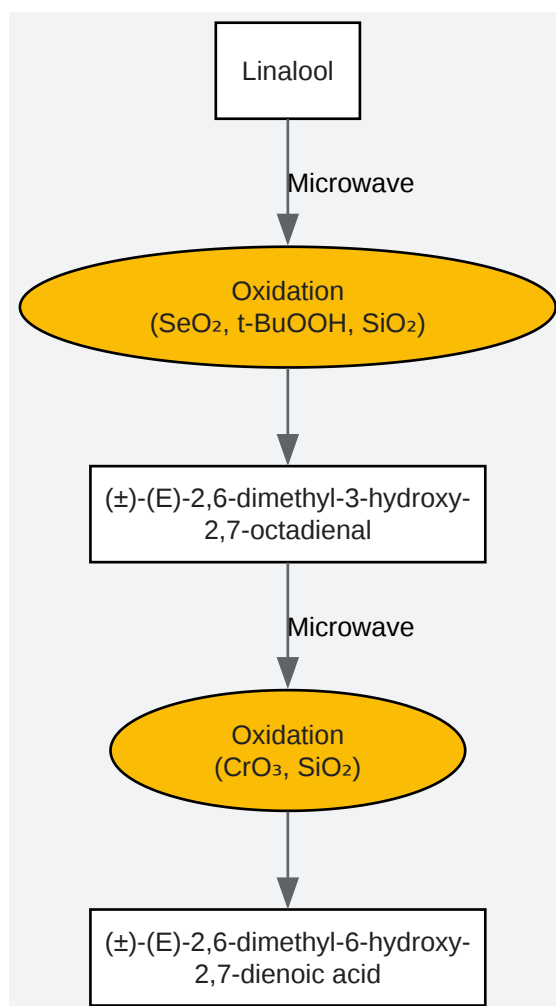 Linalool
Microwave
Oxidation
(SeO₂, t-BuOOH, SiO₂)
(±)-(E)-2,6-dimethyl-3-hydroxy-
2,7-octadienal
Microwave
Oxidation
(CrO₃, SiO₂)
(±)-(E)-2,6-dimethyl-6-hydroxy-
2,7-dienoic acid